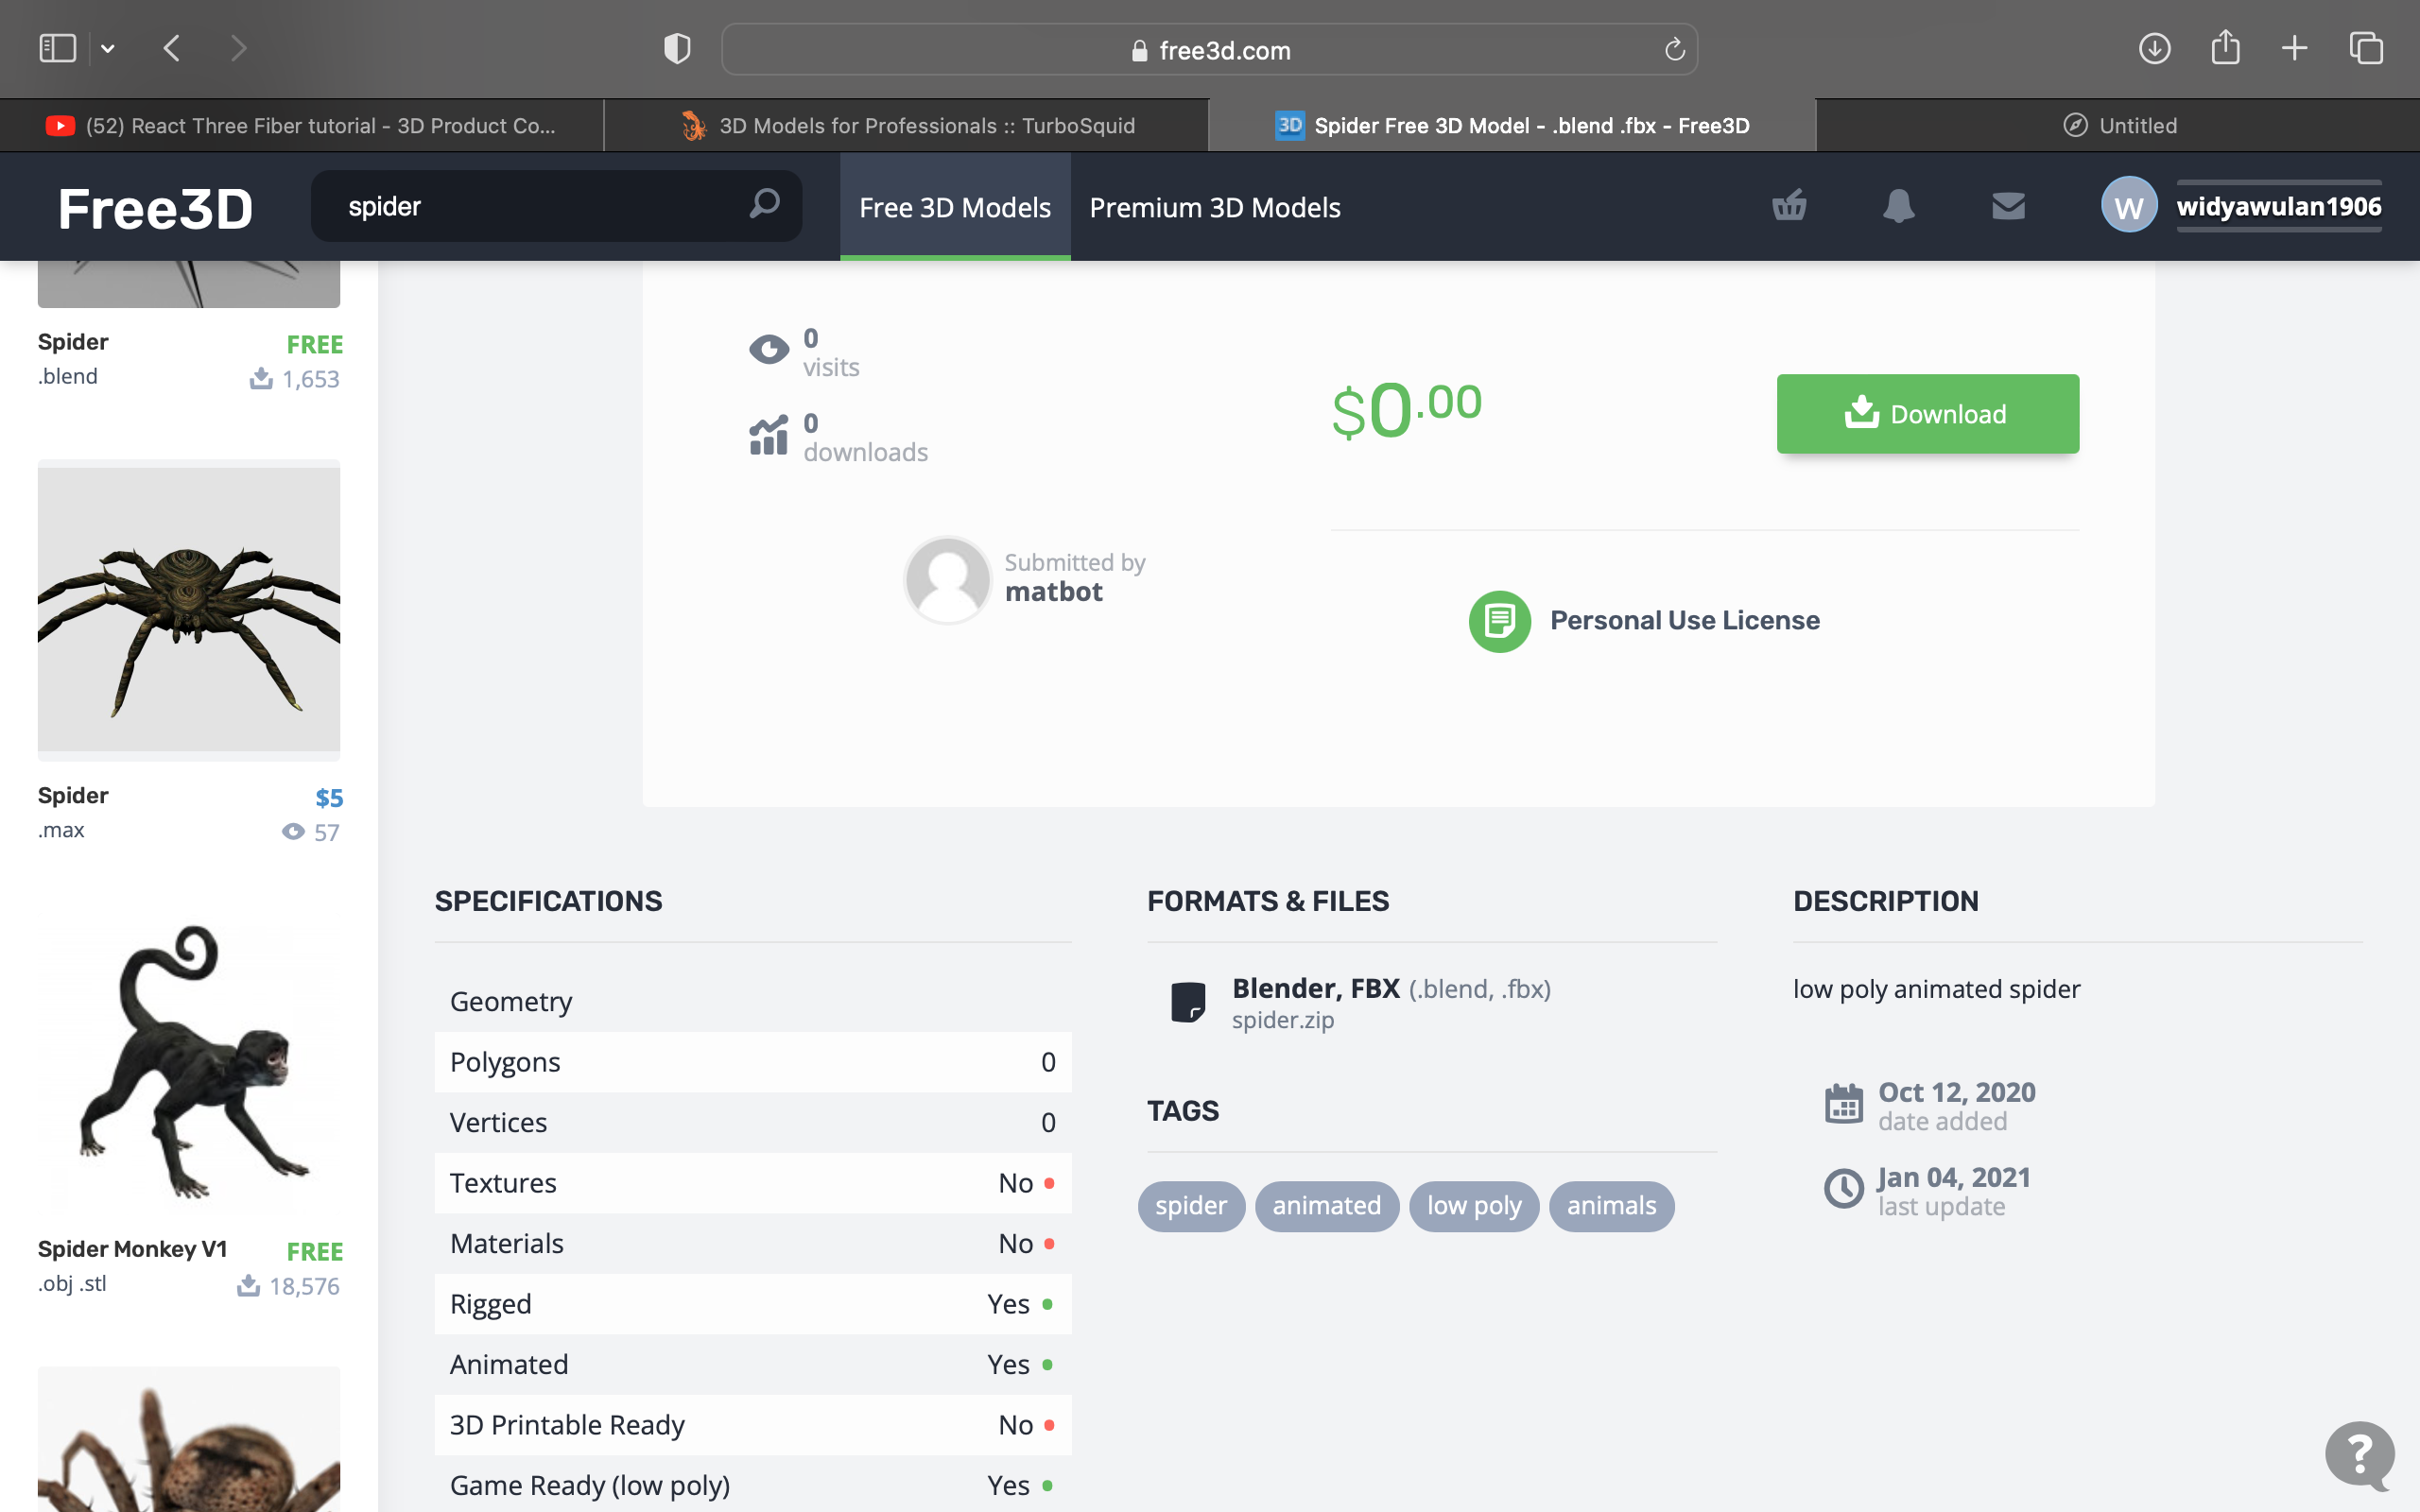 free3d.com
(52) React Three Fiber tutorial - 3D Product Co...
3D Models for Professionals :: TurboSquid
3D Spider Free 3D Model - .blend .fbx - Free3D
Untitled
Free3D
spider
Free 3D Models
Premium 3D Models
W
widyawulan1906
Spider FREE
.blend 1,653
Spider $5
.max 57
Spider Monkey V1 FREE
.obj .stl 18,576
0
visits
0
downloads
$0.00
Download
Submitted by
matbot
Personal Use License
SPECIFICATIONS
Geometry
Polygons 0
Vertices 0
Textures No
Materials No
Rigged Yes
Animated Yes
3D Printable Ready No
Game Ready (low poly) Yes
FORMATS & FILES
Blender, FBX (.blend, .fbx)
spider.zip
TAGS
spider animated low poly animals
DESCRIPTION
low poly animated spider
Oct 12, 2020
date added
Jan 04, 2021
last update
?